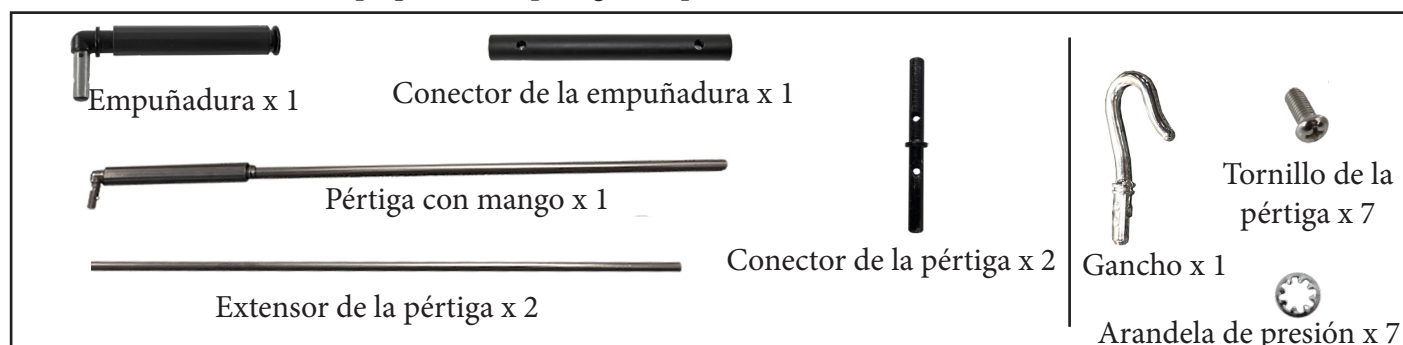 Empuñadura x 1
Conector de la empuñadura x 1
Pértiga con mango x 1
Extensor de la pértiga x 2
Conector de la pértiga x 2
Gancho x 1
Tornillo de la
pértiga x 7
Arandela de presión x 7